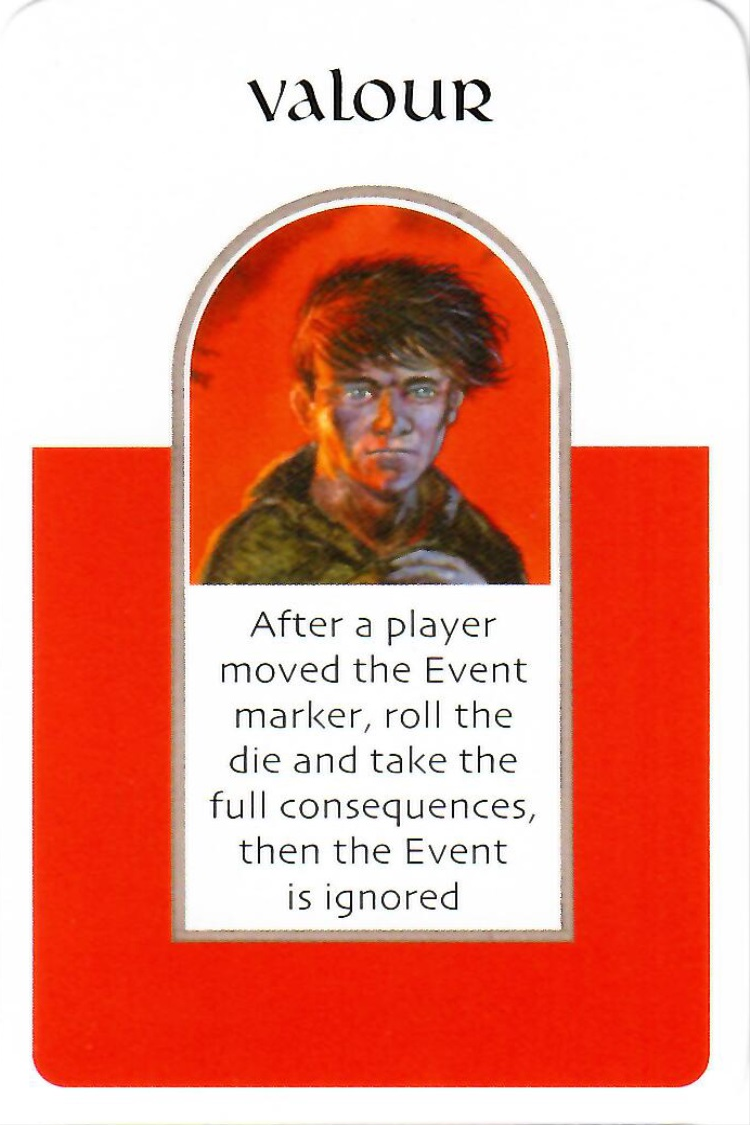 valour
After a player
moved the Event
marker, roll the
die and take the
full consequences,
then the Event
is ignored